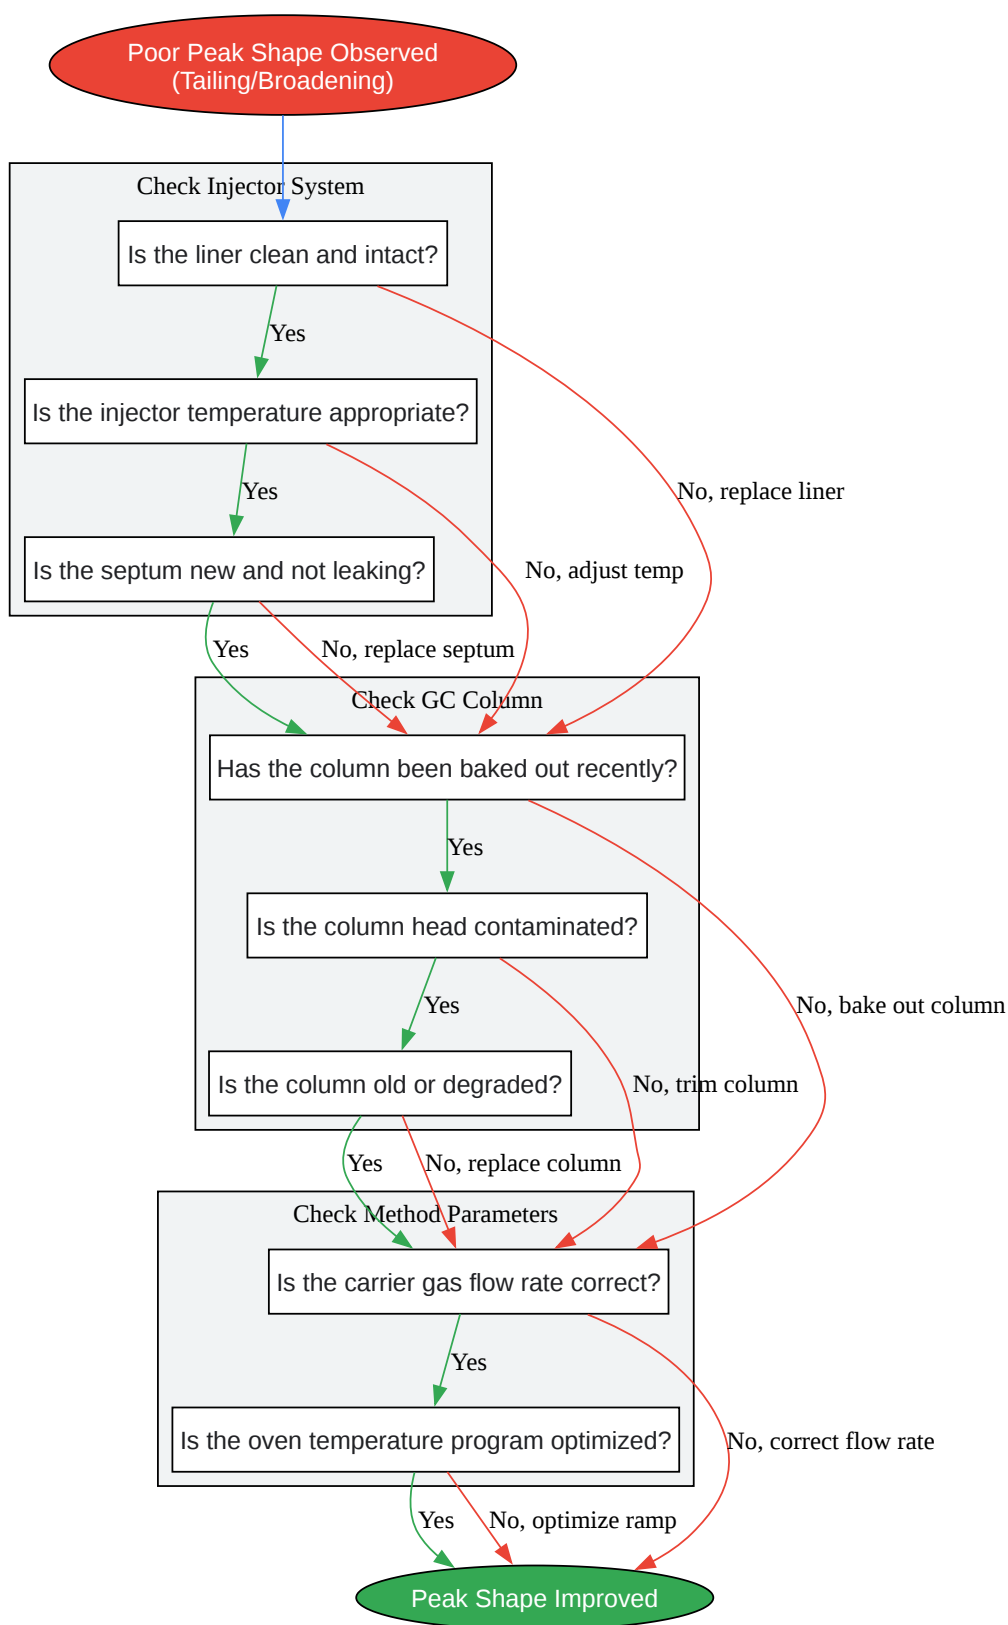 Poor Peak Shape Observed
(Tailing/Broadening)
Check Injector System
Is the liner clean and intact?
Yes
Is the injector temperature appropriate?
Yes
No, replace liner
Is the septum new and not leaking?
No, adjust temp
Yes
No, replace septum
Check GC Column
Has the column been baked out recently?
Yes
Is the column head contaminated?
Yes
No, bake out column
Is the column old or degraded?
No, trim column
Yes
No, replace column
Check Method Parameters
Is the carrier gas flow rate correct?
Yes
Is the oven temperature program optimized?
No, correct flow rate
Yes
No, optimize ramp
Peak Shape Improved